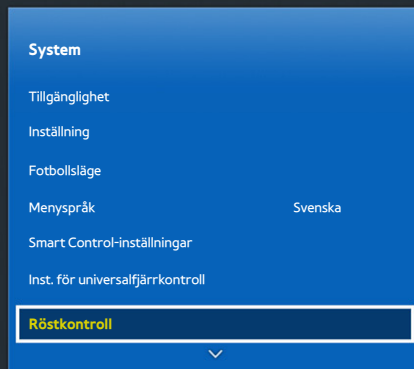 System
Tillgänglighet
Inställning
Fotbollsläge
Menyspråk Svenska
Smart Control-inställningar
Inst. för universalfjärrkontroll
Röstkontroll